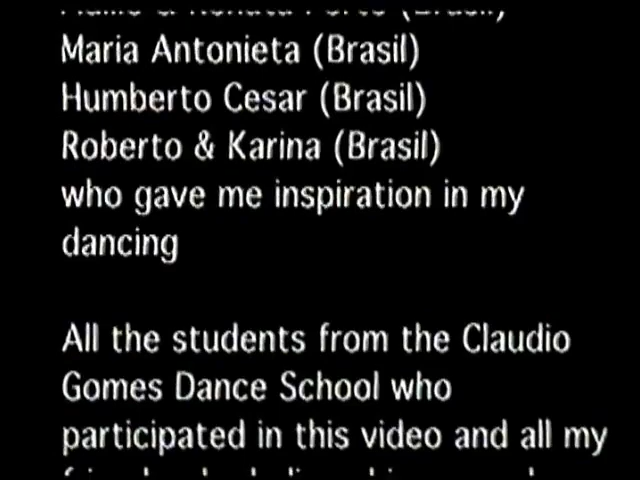 (Brasil)
Maria Antonieta (Brasil)
Humberto Cesar (Brasil)
Roberto & Karina (Brasil)
who gave me inspiration in my
dancing
All the students from the Claudio
Gomes Dance School who
participated in this video and all my